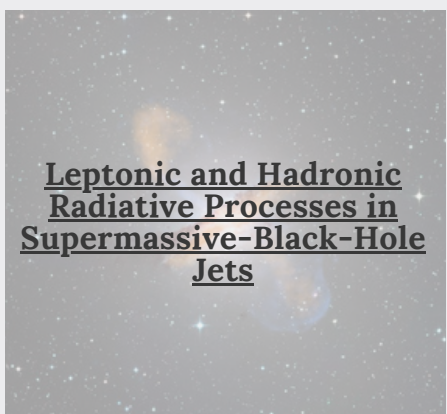 Leptonic and Hadronic
Radiative Processes in
Supermassive-Black-Hole
Jets